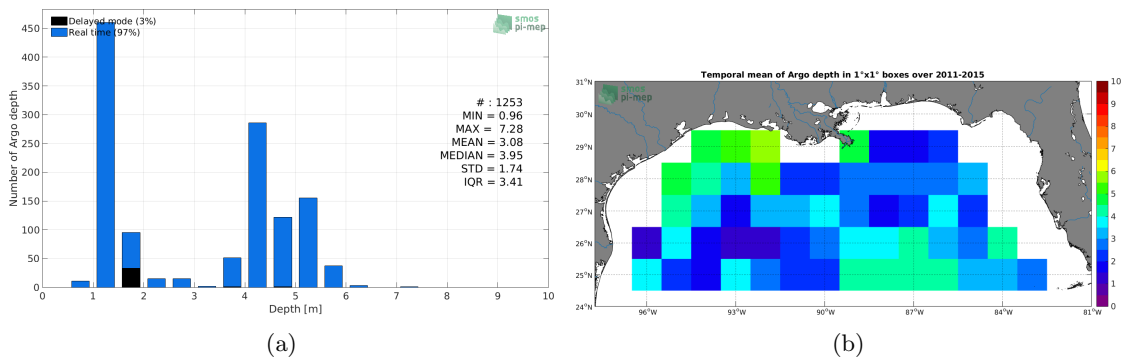 Delayed mode (3%)
Real time (97%)
smos
pi-mep
# : 1253
MIN = 0.96
MAX = 7.28
MEAN = 3.08
MEDIAN = 3.95
STD = 1.74
IQR = 3.41
Number of Argo depth
450
400
350
300
250
200
150
100
50
0
0 1 2 3 4 5 6 7 8 9 10
Depth [m]
(a)
Temporal mean of Argo depth in 1°x1° boxes over 2011-2015
smos
pi-mep
31°N
30°N
29°N
28°N
27°N
26°N
25°N
24°N
96°W 93°W 90°W 87°W 84°W 81°W
10
9
8
7
6
5
4
3
2
1
0
(b)